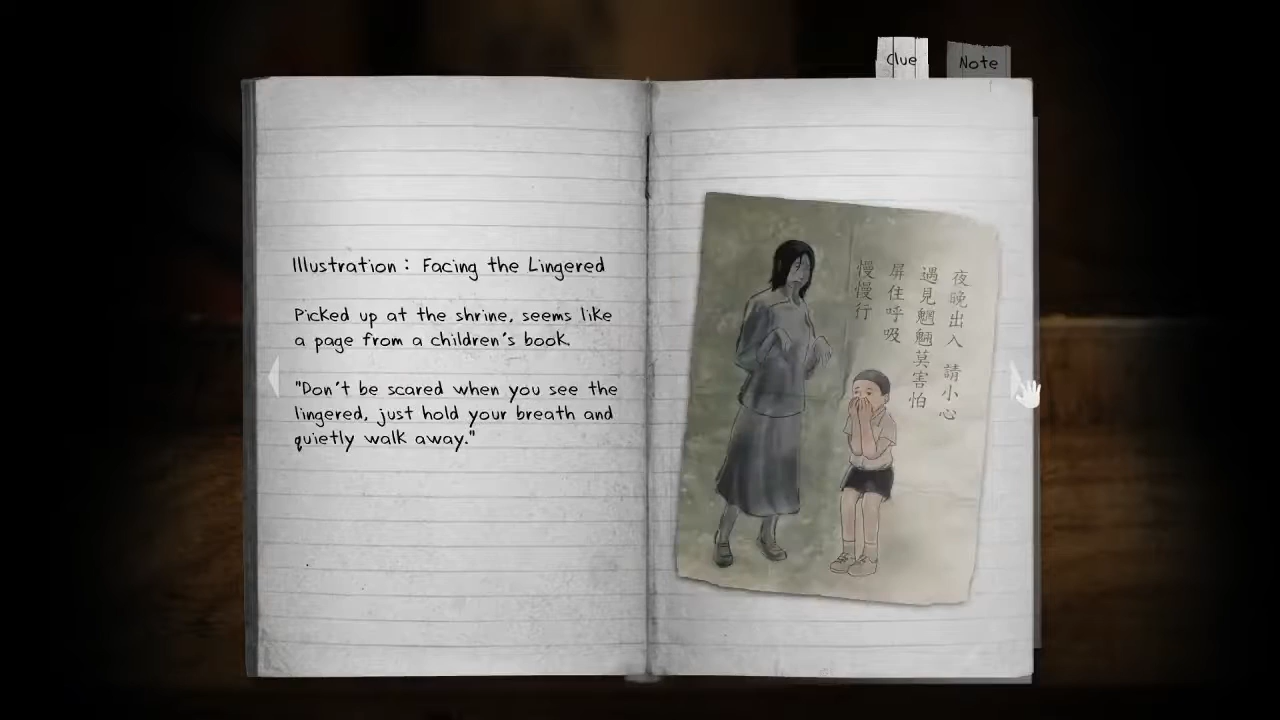 Clue
Note
Illustration : Facing the Lingered
Picked up at the shrine, seems like
a page from a children's book.
"Don't be scared when you see the
lingered, just hold your breath and
quietly walk away."
夜晚出入 請小心
遇見魍魎莫害怕
屏住呼吸
慢慢行